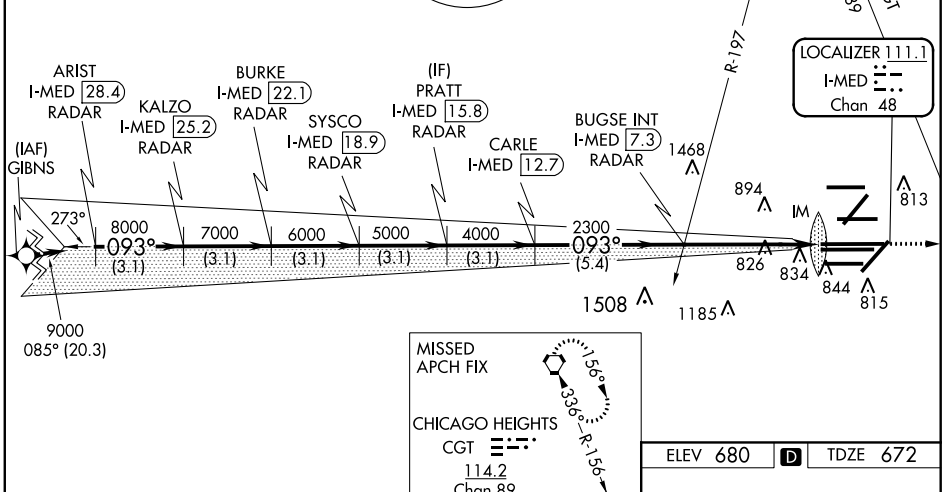 R-197
39
CGT
LOCALIZER 111.1
I-MED
Chan 48
ARIST
I-MED 28.4
RADAR
KALZO
I-MED 25.2
RADAR
BURKE
I-MED 22.1
RADAR
SYSCO
I-MED 18.9
RADAR
(IF)
PRATT
I-MED 15.8
RADAR
CARLE
I-MED 12.7
BUGSE INT
I-MED 7.3
RADAR
(IAF)
GIBNS
1468
894
IM
813
273°
8000
093°
(3.1)
7000
(3.1)
6000
(3.1)
5000
(3.1)
4000
(3.1)
2300
093°
(5.4)
826
834
844
815
1508
1185
9000
085° (20.3)
MISSED
APCH FIX
156°
336°
R-156
CHICAGO HEIGHTS
CGT
114.2
Chan 89
ELEV 680
D
TDZE 672